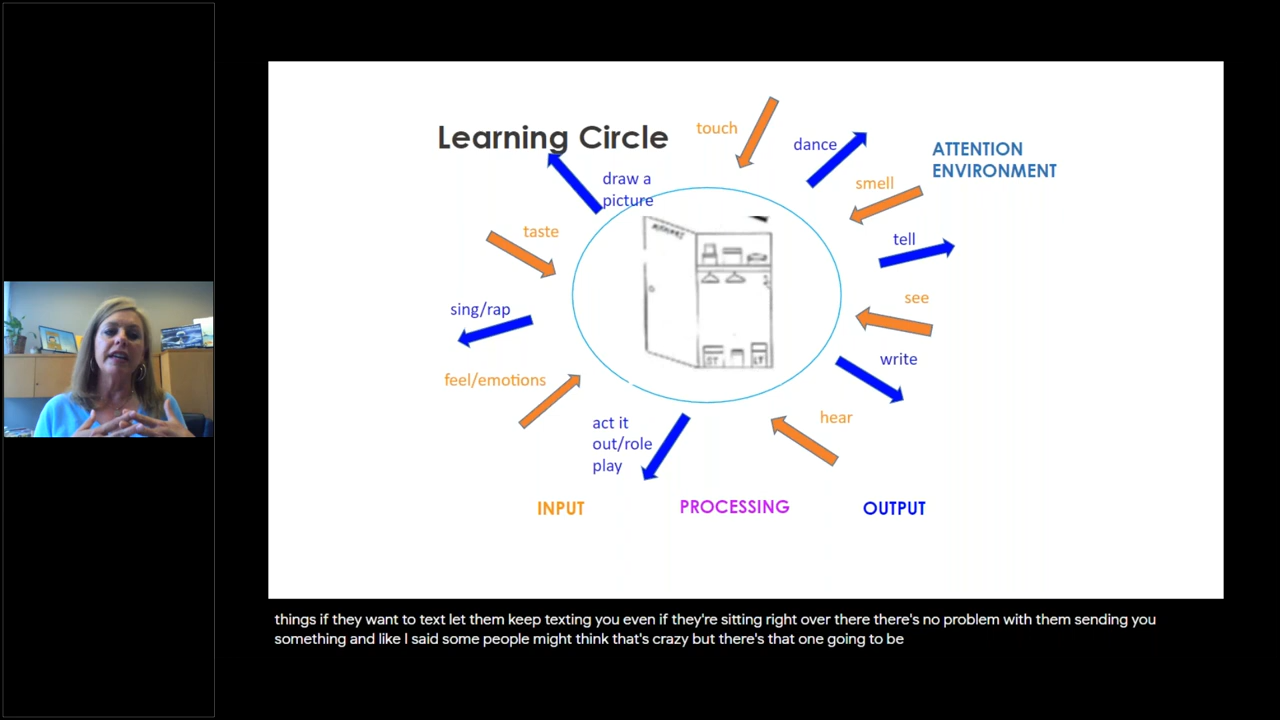 Learning Circle
touch
dance
ATTENTION
ENVIRONMENT
draw a
picture
smell
taste
tell
sing/rap
see
feel/emotions
write
act it
out/role
play
hear
ST
LT
INPUT
PROCESSING
OUTPUT
things if they want to text let them keep texting you even if they're sitting right over there there's no problem with them sending you
something and like I said some people might think that's crazy but there's that one going to be